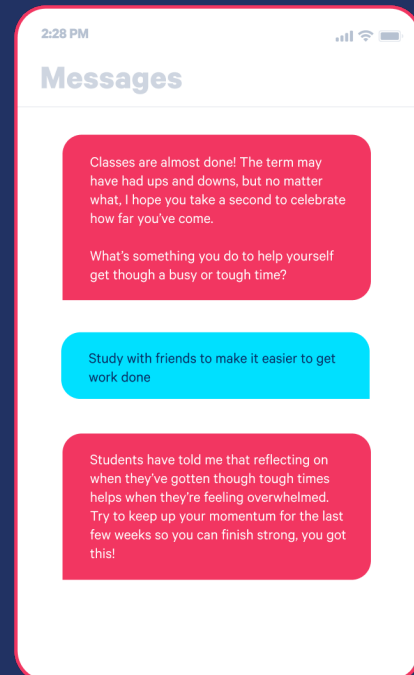 2:28 PM
Messages
Classes are almost done! The term may
have had ups and downs, but no matter
what, I hope you take a second to celebrate
how far you’ve come.
What’s something you do to help yourself
get though a busy or tough time?
Study with friends to make it easier to get
work done
Students have told me that reflecting on
when they’ve gotten though tough times
helps when they’re feeling overwhelmed.
Try to keep up your momentum for the last
few weeks so you can finish strong, you got
this!